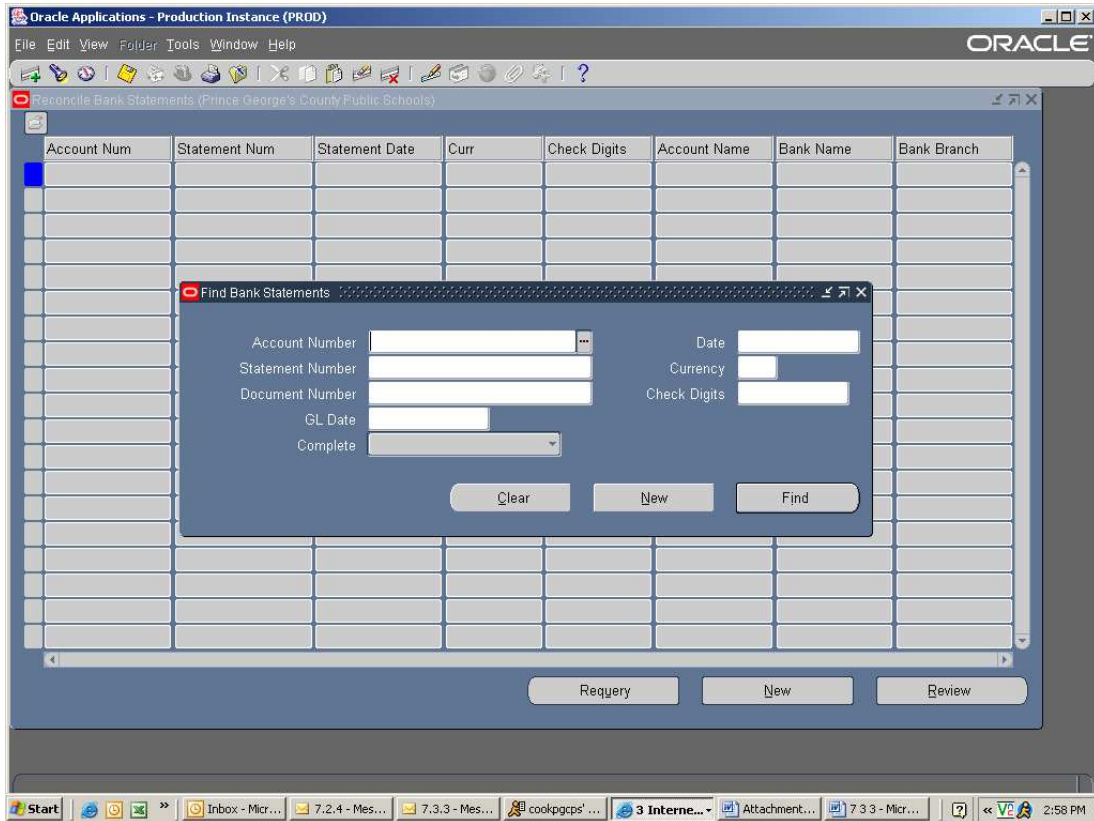 Oracle Applications - Production Instance (PROD)
File Edit View Folder Tools Window Help
ORACLE
Reconcile Bank Statements (Prince George's County Public Schools)
Account Num Statement Num Statement Date Curr Check Digits Account Name Bank Name Bank Branch
Find Bank Statements
Account Number Date
Statement Number Currency
Document Number Check Digits
GL Date
Complete
Clear New Find
Requery New Review
Start Inbox - Micr... 7.2.4 - Mes... 7.3.3 - Mes... cookpgcps' ... 3 Interne... Attachment... 7 3 3 - Micr... 2:58 PM